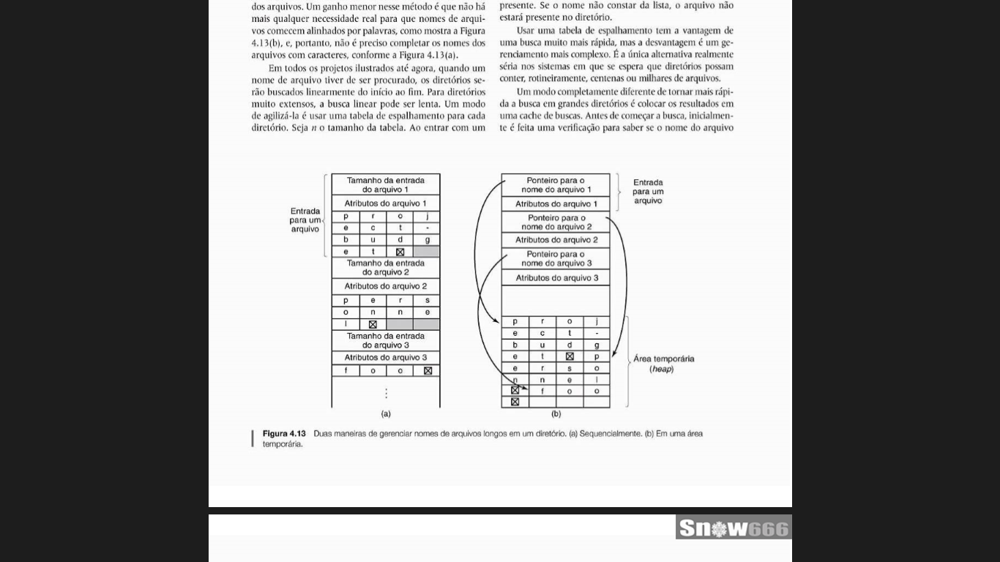 dos arquivos. Um ganho menor nesse método é que não há
mais qualquer necessidade real para que nomes de arqui-
vos comecem alinhados por palavras, como mostra a Figura
4.13(b), e, portanto, não é preciso completar os nomes dos
arquivos com caracteres, conforme a Figura 4.13(a).
Em todos os projetos ilustrados até agora, quando um
nome de arquivo tiver de ser procurado, os diretórios se-
rão buscados linearmente do início ao fim. Para diretórios
muito extensos, a busca linear pode ser lenta. Um modo
de agilizá-la é usar uma tabela de espalhamento para cada
diretório. Seja n o tamanho da tabela. Ao entrar com um
presente. Se o nome não constar da lista, o arquivo não
estará presente no diretório.
Usar uma tabela de espalhamento tem a vantagem de
uma busca muito mais rápida, mas a desvantagem é um ge-
renciamento mais complexo. É a única alternativa realmente
séria nos sistemas em que se espera que diretórios possam
conter, rotineiramente, centenas ou milhares de arquivos.
Um modo completamente diferente de tornar mais rápi-
da a busca em grandes diretórios é colocar os resultados em
uma cache de buscas. Antes de começar a busca, inicialmen-
te é feita uma verificação para saber se o nome do arquivo
Entrada
para um
arquivo
Tamanho da entrada
do arquivo 1
Atributos do arquivo 1
p r o j
e c t -
b u d g
e t
Tamanho da entrada
do arquivo 2
Atributos do arquivo 2
p e r s
o n n e
l
Tamanho da entrada
do arquivo 3
Atributos do arquivo 3
f o o
(a)
Ponteiro para o
nome do arquivo 1
Atributos do arquivo 1
Ponteiro para o
nome do arquivo 2
Atributos do arquivo 2
Ponteiro para o
nome do arquivo 3
Atributos do arquivo 3
p r o j
e c t -
b u d g
e t p
e r s o
n n e l
f o o
(b)
Entrada
para um
arquivo
Área temporária
(heap)
Figura 4.13 Duas maneiras de gerenciar nomes de arquivos longos em um diretório. (a) Sequencialmente. (b) Em uma área
temporária.
Snow666